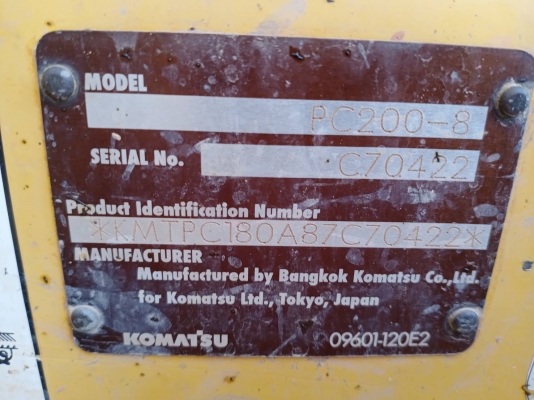 MODEL
PC200-8
SERIAL No.
C70422
Product Identification Number
*KMTPC180A87C70422*
MANUFACTURER
Manufactured by Bangkok Komatsu Co.,Ltd.
for Komatsu Ltd., Tokyo, Japan
KOMATSU
09601-120E2